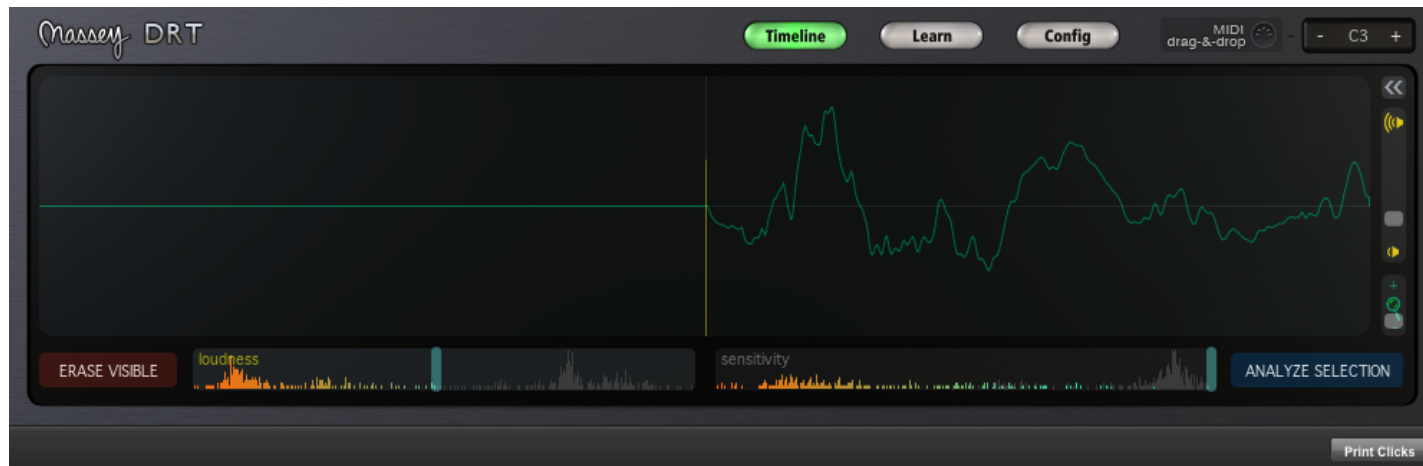 Massey DRT
Timeline
Learn
Config
MIDI
drag-&-drop
- C3 +
loudness
sensitivity
ERASE VISIBLE
ANALYZE SELECTION
Print Clicks